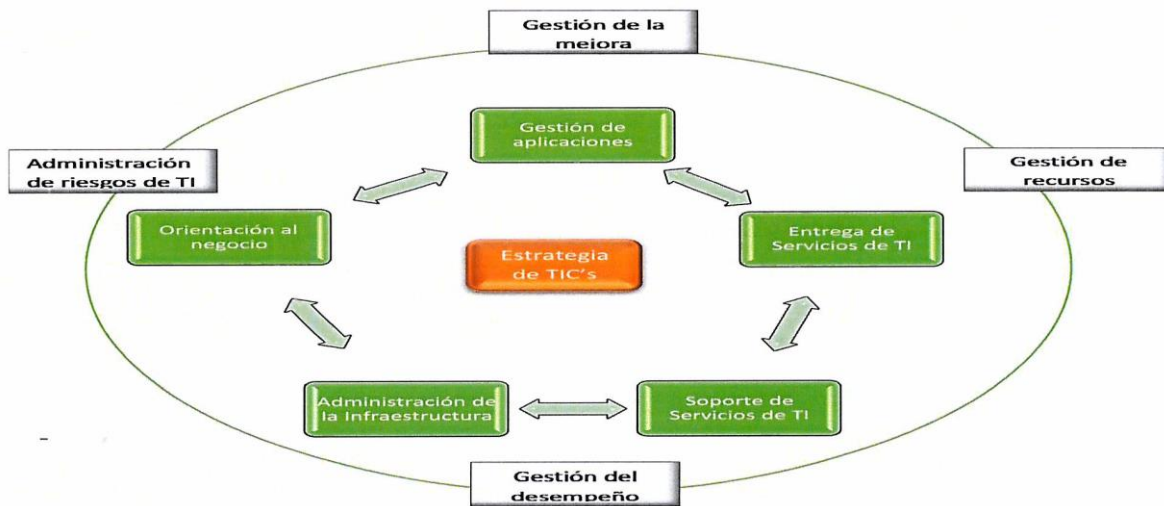 Gestión de la
mejora
Gestión de
aplicaciones
Administración
de riesgos de TI
Gestión de
recursos
Orientación al
negocio
Entrega de
Servicios de TI
Estrategia
de TIC's
Administración de
la Infraestructura
Soporte de
Servicios de TI
Gestión del
desempeño